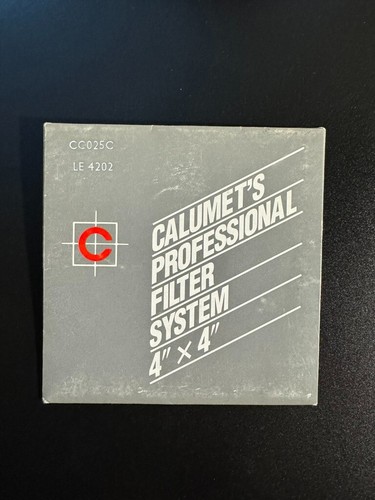 CC025C
LE 4202
C
CALUMET'S
PROFESSIONAL
FILTER
SYSTEM
4" × 4"